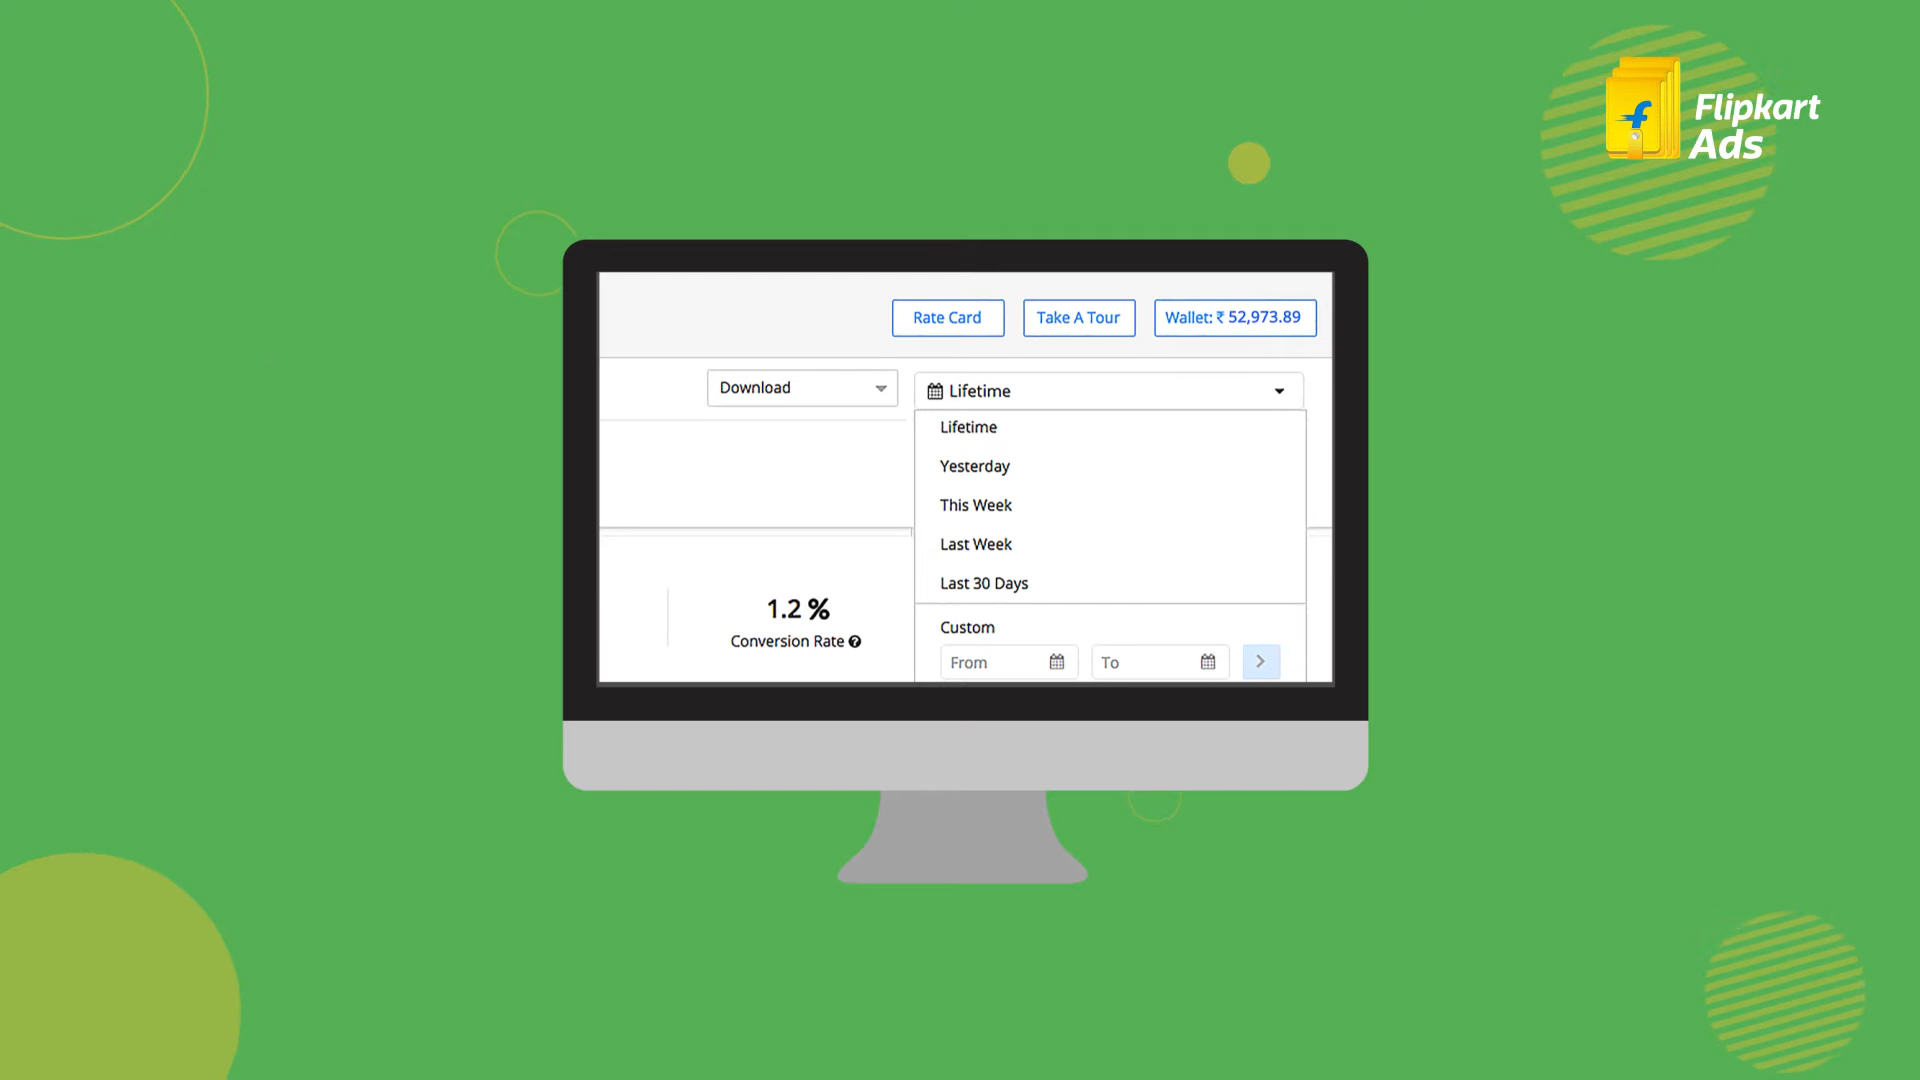 Flipkart
Ads
Rate Card
Take A Tour
Wallet: ₹ 52,973.89
Download
Lifetime
Lifetime
Yesterday
This Week
Last Week
Last 30 Days
1.2 %
Conversion Rate ?
Custom
From
To